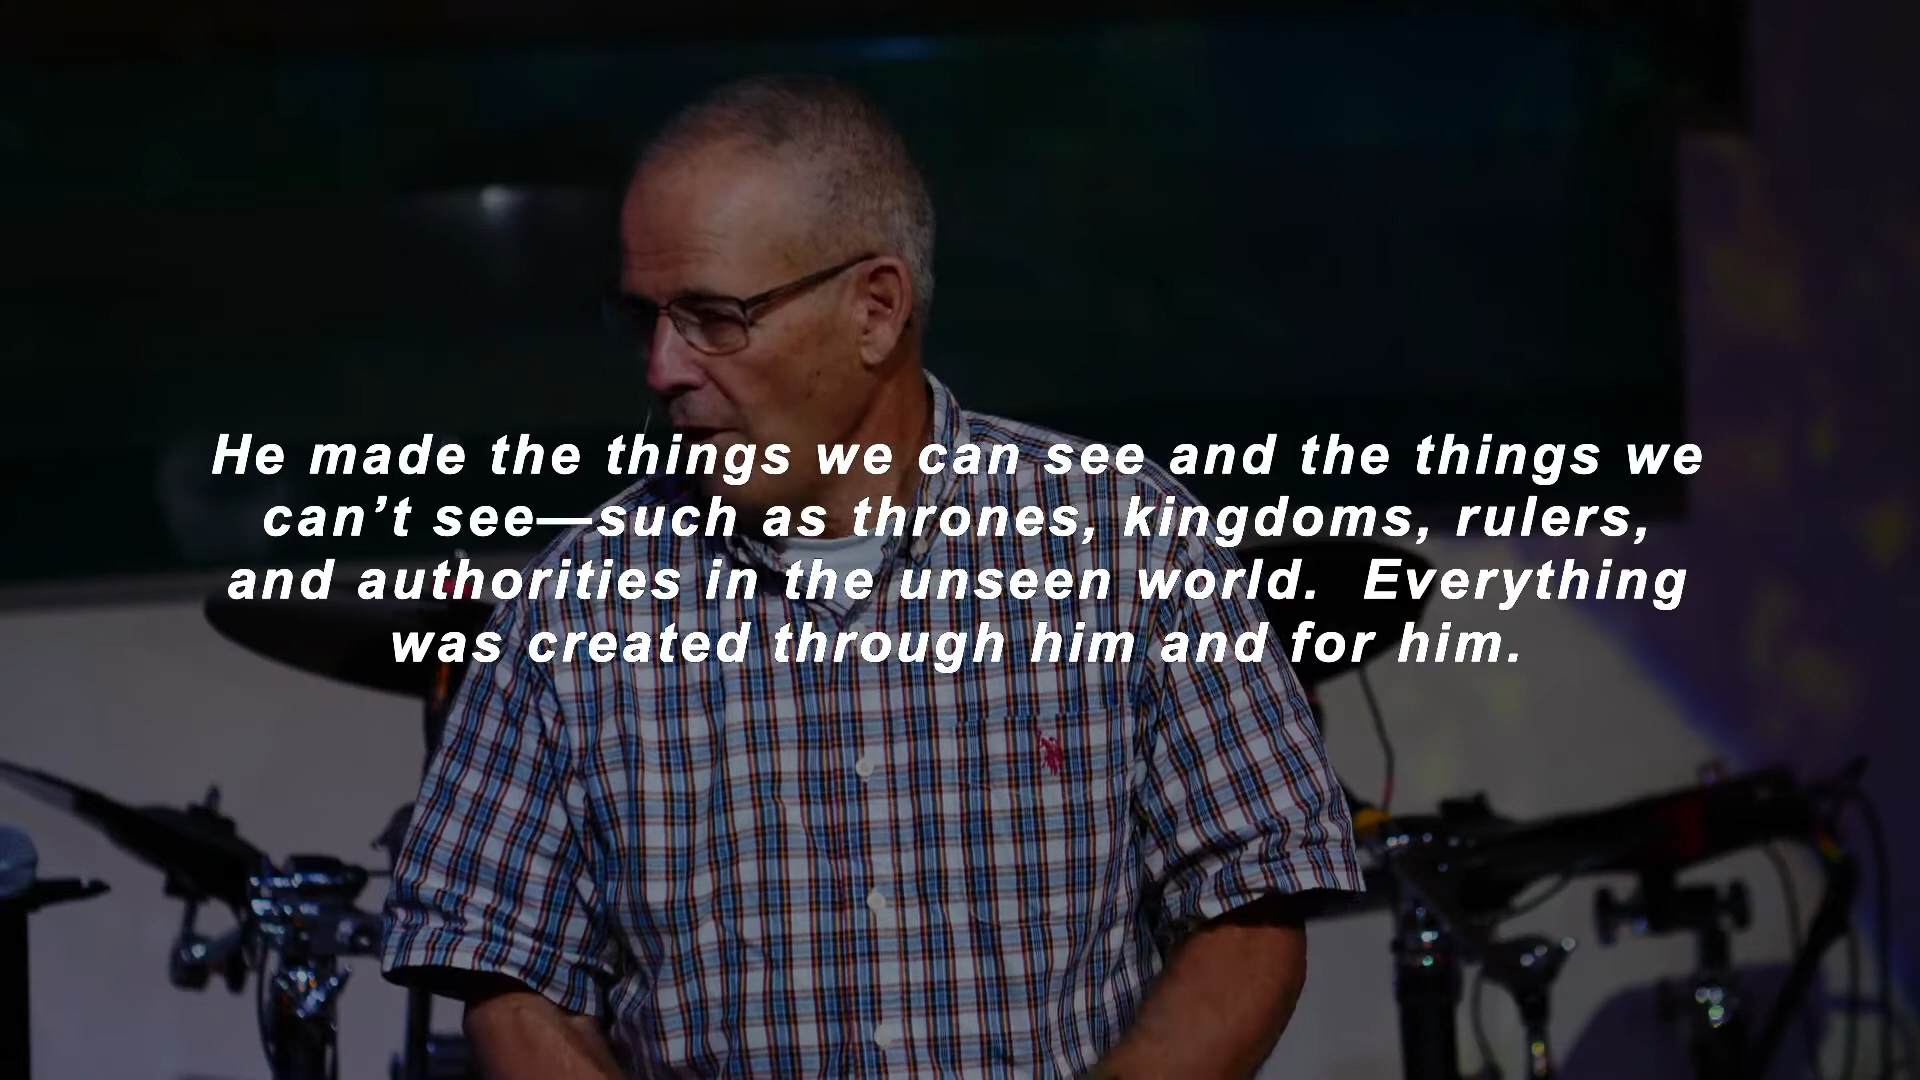 He made the things we can see and the things we
can’t see—such as thrones, kingdoms, rulers,
and authorities in the unseen world.  Everything
was created through him and for him.